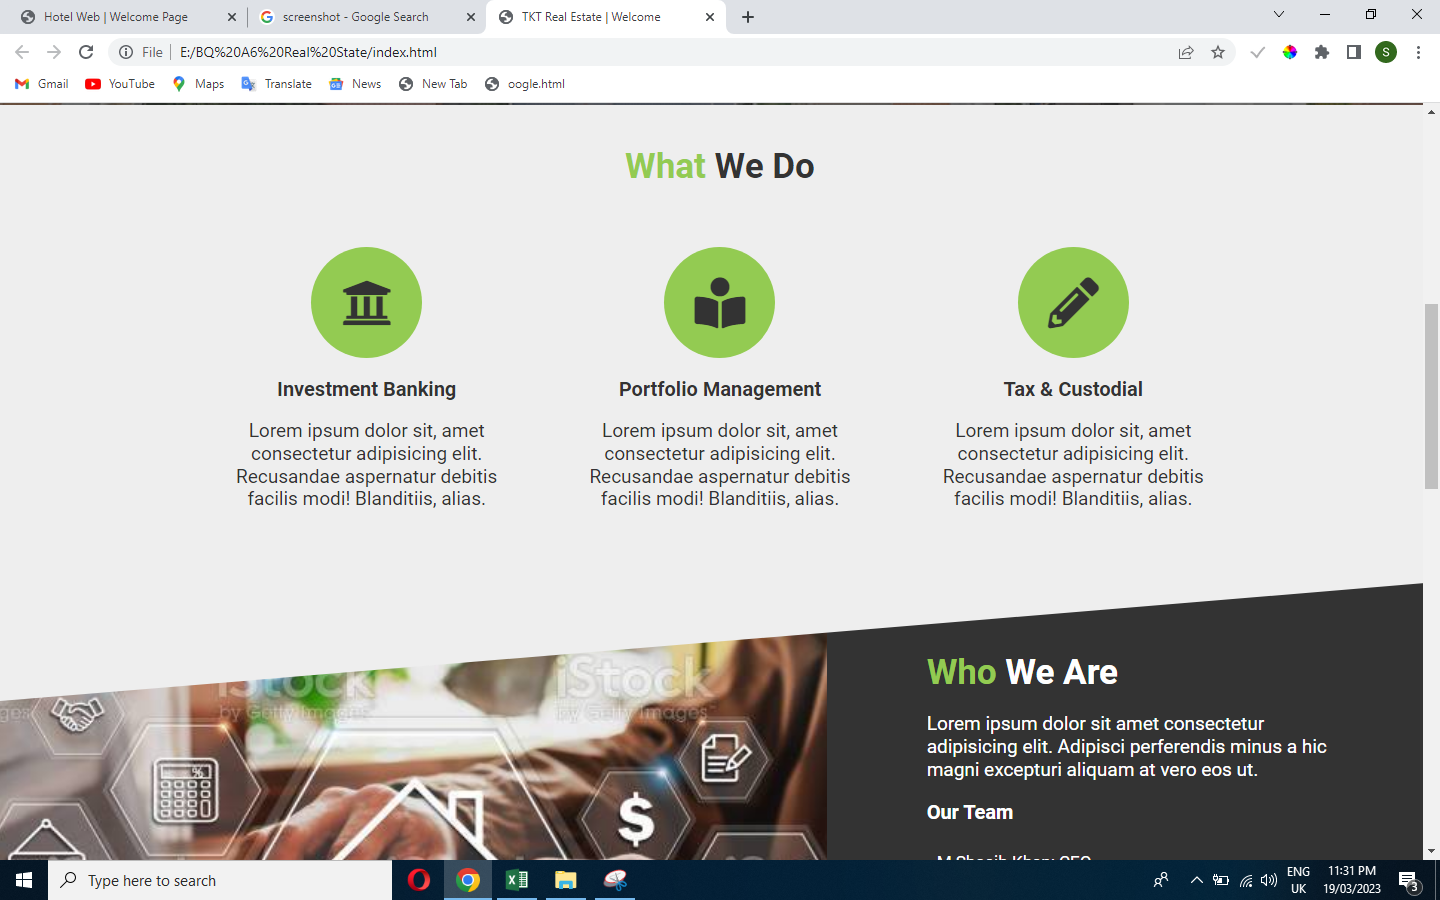 Hotel Web | Welcome Page
screenshot - Google Search
TKT Real Estate | Welcome
File
E:/BQ%20A6%20Real%20State/index.html
S
Gmail
YouTube
Maps
Translate
News
New Tab
oogle.html
What We Do
Investment Banking
Lorem ipsum dolor sit, amet
consectetur adipisicing elit.
Recusandae aspernatur debitis
facilis modi! Blanditiis, alias.
Portfolio Management
Lorem ipsum dolor sit, amet
consectetur adipisicing elit.
Recusandae aspernatur debitis
facilis modi! Blanditiis, alias.
Tax & Custodial
Lorem ipsum dolor sit, amet
consectetur adipisicing elit.
Recusandae aspernatur debitis
facilis modi! Blanditiis, alias.
iStock
by Getty Images
iStock
by Getty Images
%
$
Who We Are
Lorem ipsum dolor sit amet consectetur
adipisicing elit. Adipisci perferendis minus a hic
magni excepturi aliquam at vero eos ut.
Our Team
Type here to search
ENG
UK
11:31 PM
19/03/2023
3